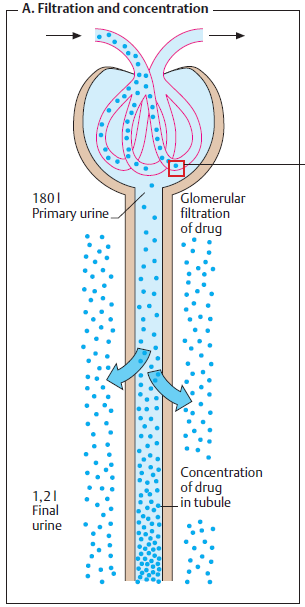 A. Filtration and concentration
180 l
Primary urine
Glomerular
filtration
of drug
Concentration
of drug
in tubule
1,2 l
Final
urine